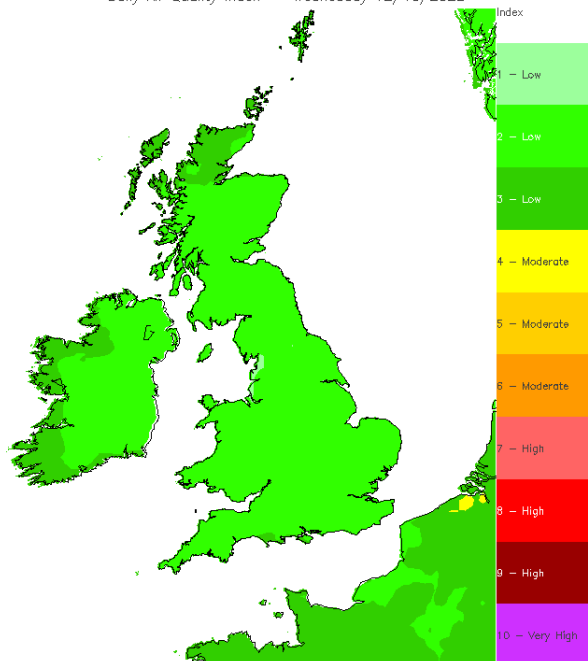 Index
1 - Low
2 - Low
3 - Low
4 - Moderate
5 - Moderate
6 - Moderate
7 - High
8 - High
9 - High
10 - Very High